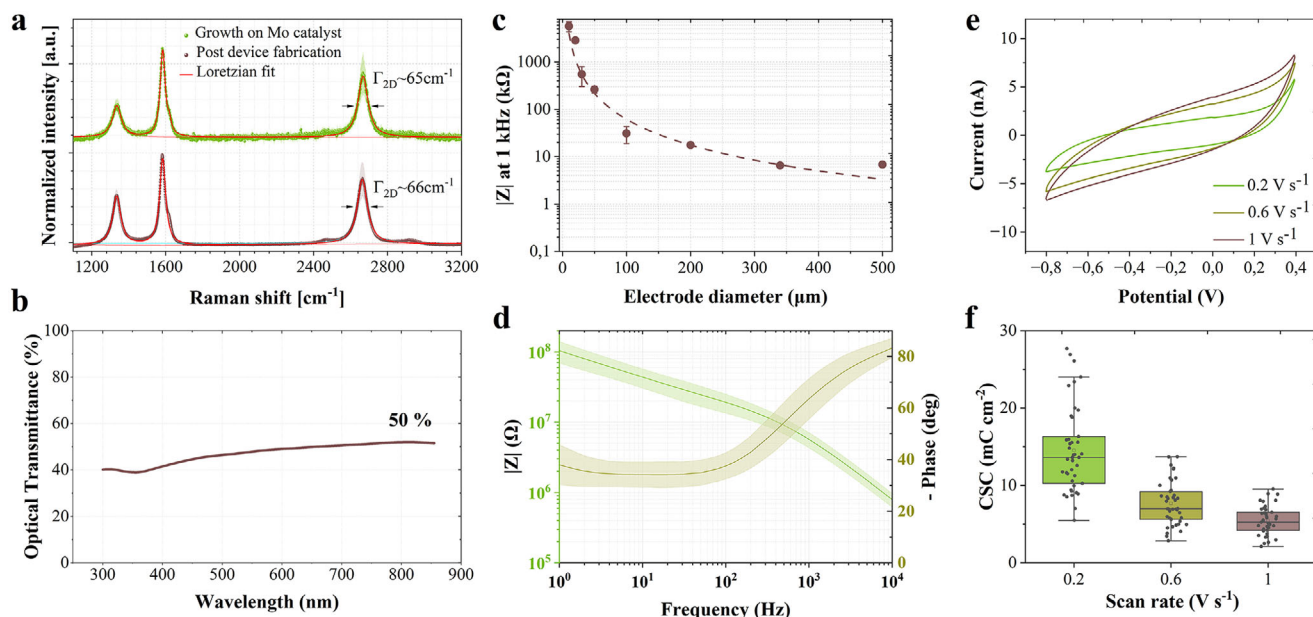 a
Normalized intensity [a.u.]
Growth on Mo catalyst
Post device fabrication
Loretzian fit
Γ2D~65cm⁻¹
Γ2D~66cm⁻¹
1200 1600 2000 2400 2800 3200
Raman shift [cm⁻¹]
b
Optical Transmittance (%)
100
80
60
40
20
0
50 %
300 400 500 600 700 800 900
Wavelength (nm)
c
|Z| at 1 kHz (kΩ)
1000
100
10
1
0,1
0 100 200 300 400 500
Electrode diameter (μm)
d
|Z| (Ω)
10⁸
10⁷
10⁶
10⁵
- Phase (deg)
80
60
40
20
0
10⁰ 10¹ 10² 10³ 10⁴
Frequency (Hz)
e
Current (nA)
10
5
0
−5
−10
0.2 V s⁻¹
0.6 V s⁻¹
1 V s⁻¹
−0,8 −0,4 −0,4 0,0 0,2 0,4
Potential (V)
f
CSC (mC cm⁻²)
30
20
10
0
0.2 0.6 1
Scan rate (V s⁻¹)